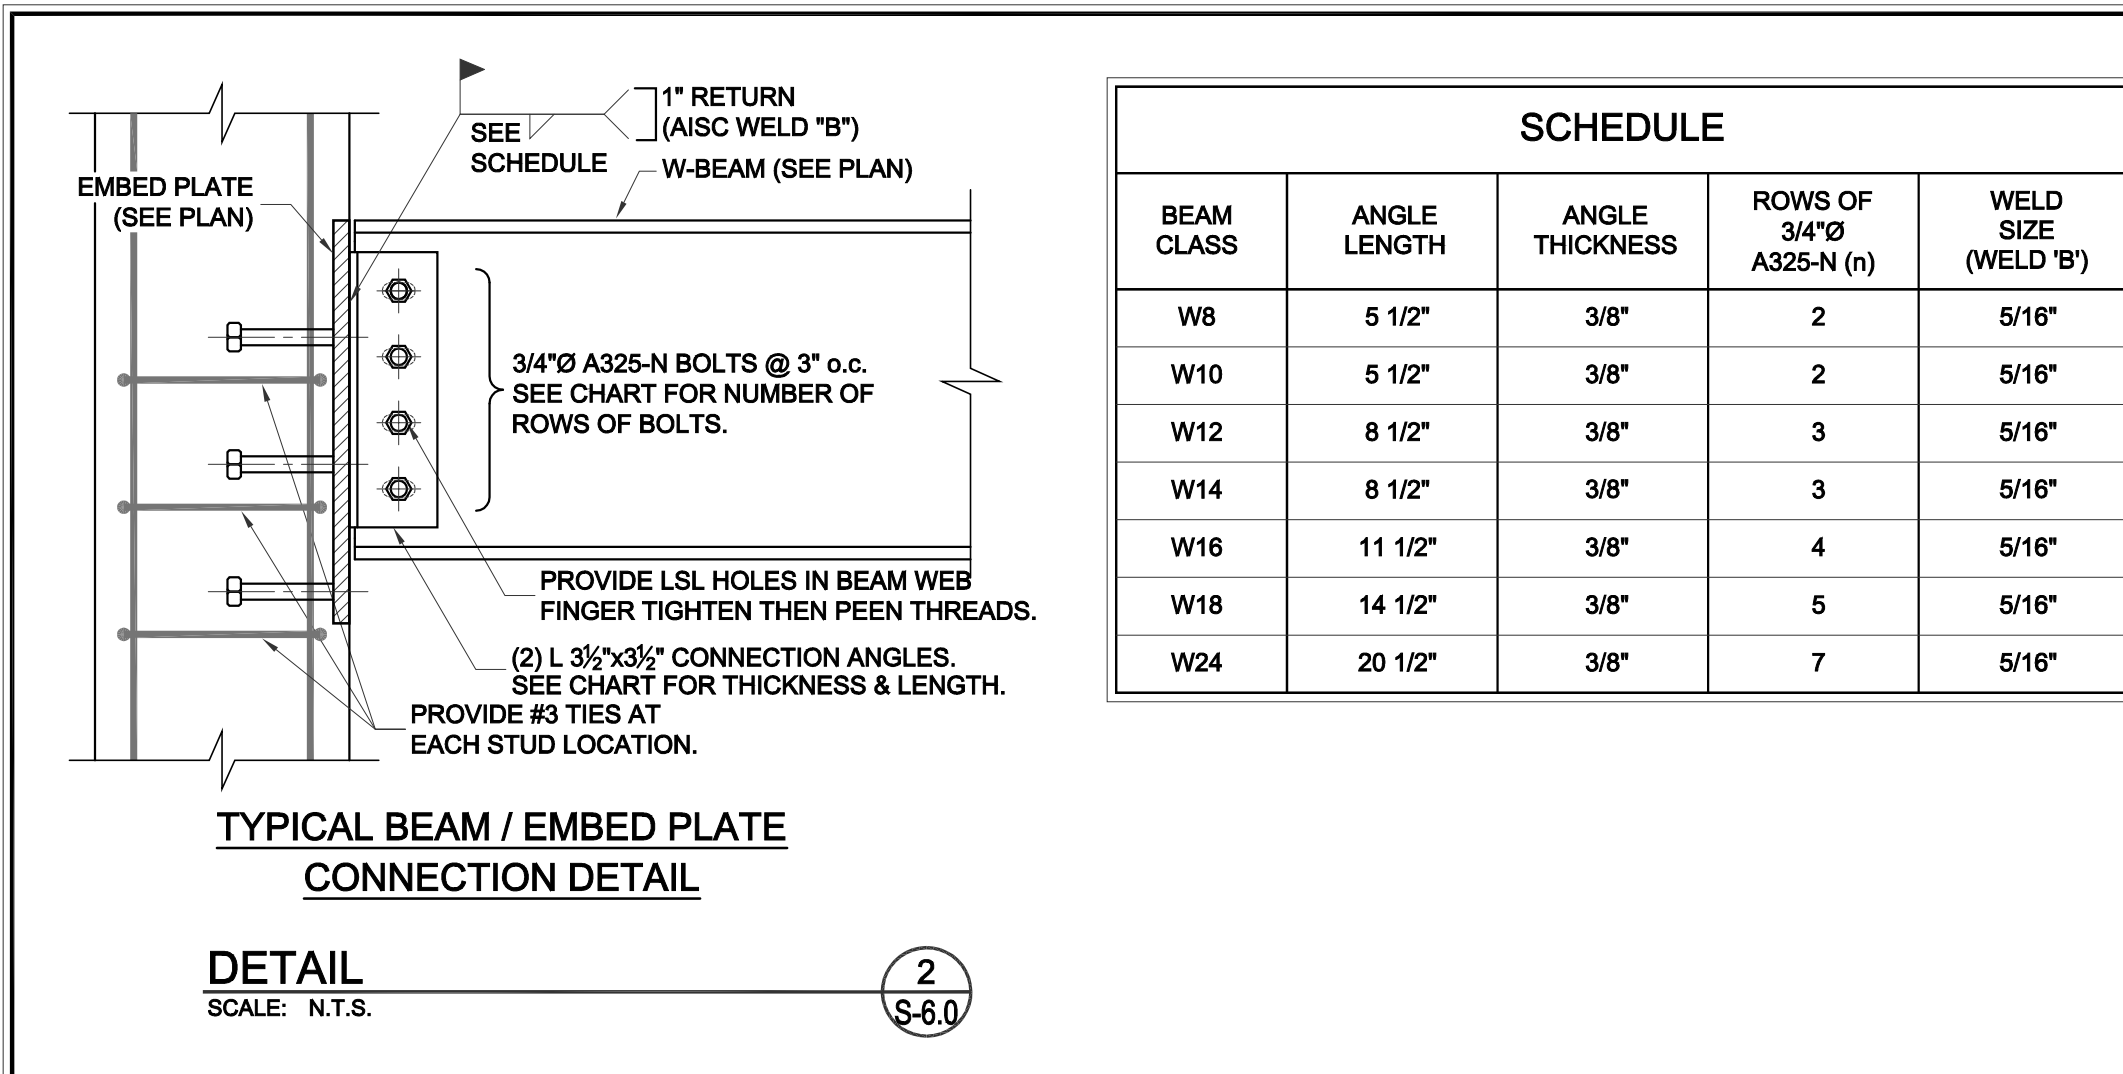 1" RETURN
(AISC WELD "B")
SEE
SCHEDULE
W-BEAM (SEE PLAN)
EMBED PLATE
(SEE PLAN)
3/4"Ø A325-N BOLTS @ 3" o.c.
SEE CHART FOR NUMBER OF
ROWS OF BOLTS.
PROVIDE LSL HOLES IN BEAM WEB
FINGER TIGHTEN THEN PEEN THREADS.
(2) L 3½"x3½" CONNECTION ANGLES.
SEE CHART FOR THICKNESS & LENGTH.
PROVIDE #3 TIES AT
EACH STUD LOCATION.
TYPICAL BEAM / EMBED PLATE
CONNECTION DETAIL
DETAIL
SCALE: N.T.S.
2
S-6.0
SCHEDULE
BEAM
CLASS
ANGLE
LENGTH
ANGLE
THICKNESS
ROWS OF
3/4"Ø
A325-N (n)
WELD
SIZE
(WELD 'B')
W8 5 1/2" 3/8" 2 5/16"
W10 5 1/2" 3/8" 2 5/16"
W12 8 1/2" 3/8" 3 5/16"
W14 8 1/2" 3/8" 3 5/16"
W16 11 1/2" 3/8" 4 5/16"
W18 14 1/2" 3/8" 5 5/16"
W24 20 1/2" 3/8" 7 5/16"